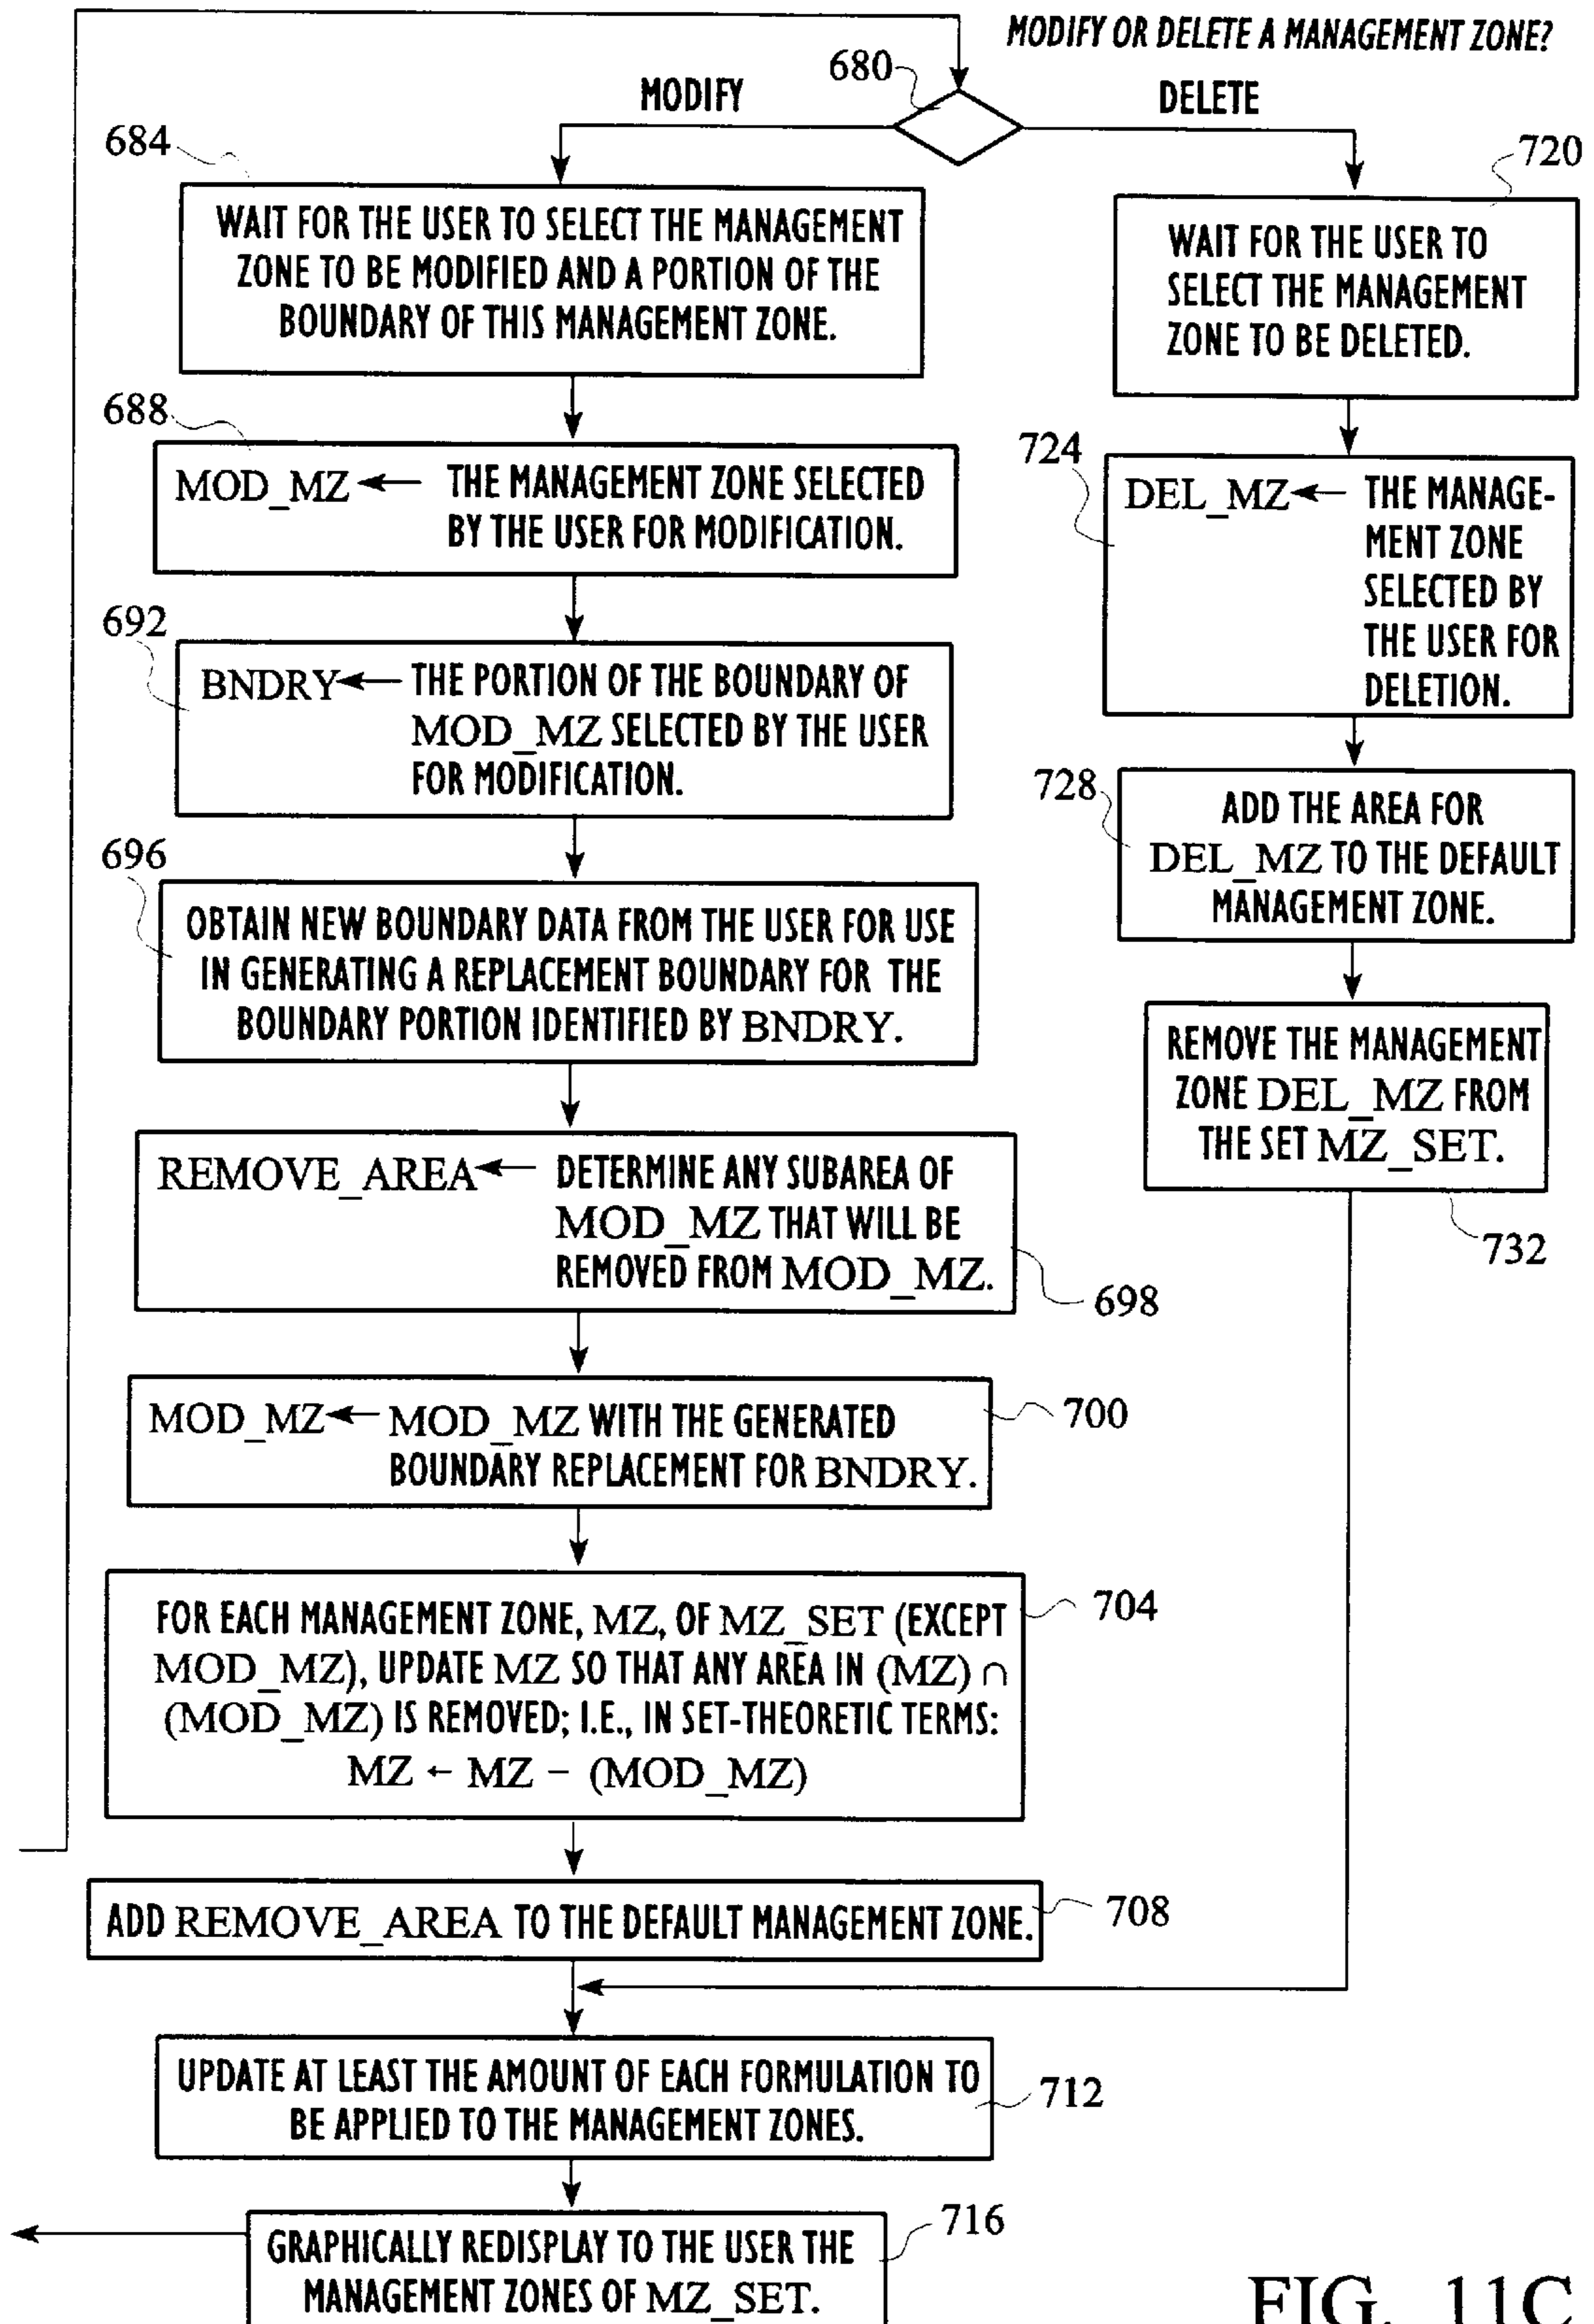 MODIFY OR DELETE A MANAGEMENT ZONE?
680
MODIFY
DELETE
684
WAIT FOR THE USER TO SELECT THE MANAGEMENT
ZONE TO BE MODIFIED AND A PORTION OF THE
BOUNDARY OF THIS MANAGEMENT ZONE.
688
MOD_MZ ← THE MANAGEMENT ZONE SELECTED
BY THE USER FOR MODIFICATION.
692
BNDRY ← THE PORTION OF THE BOUNDARY OF
MOD_MZ SELECTED BY THE USER
FOR MODIFICATION.
696
OBTAIN NEW BOUNDARY DATA FROM THE USER FOR USE
IN GENERATING A REPLACEMENT BOUNDARY FOR THE
BOUNDARY PORTION IDENTIFIED BY BNDRY.
REMOVE_AREA ← DETERMINE ANY SUBAREA OF
MOD_MZ THAT WILL BE
REMOVED FROM MOD_MZ.
698
MOD_MZ ← MOD_MZ WITH THE GENERATED
BOUNDARY REPLACEMENT FOR BNDRY.
700
FOR EACH MANAGEMENT ZONE, MZ, OF MZ_SET (EXCEPT
MOD_MZ), UPDATE MZ SO THAT ANY AREA IN (MZ) ∩
(MOD_MZ) IS REMOVED; I.E., IN SET-THEORETIC TERMS:
MZ ← MZ - (MOD_MZ)
704
ADD REMOVE_AREA TO THE DEFAULT MANAGEMENT ZONE.
708
720
WAIT FOR THE USER TO
SELECT THE MANAGEMENT
ZONE TO BE DELETED.
724
DEL_MZ ← THE MANAGE-
MENT ZONE
SELECTED BY
THE USER FOR
DELETION.
728
ADD THE AREA FOR
DEL_MZ TO THE DEFAULT
MANAGEMENT ZONE.
REMOVE THE MANAGEMENT
ZONE DEL_MZ FROM
THE SET MZ_SET.
732
UPDATE AT LEAST THE AMOUNT OF EACH FORMULATION TO
BE APPLIED TO THE MANAGEMENT ZONES.
712
GRAPHICALLY REDISPLAY TO THE USER THE
MANAGEMENT ZONES OF MZ_SET.
716
FIG. 11C